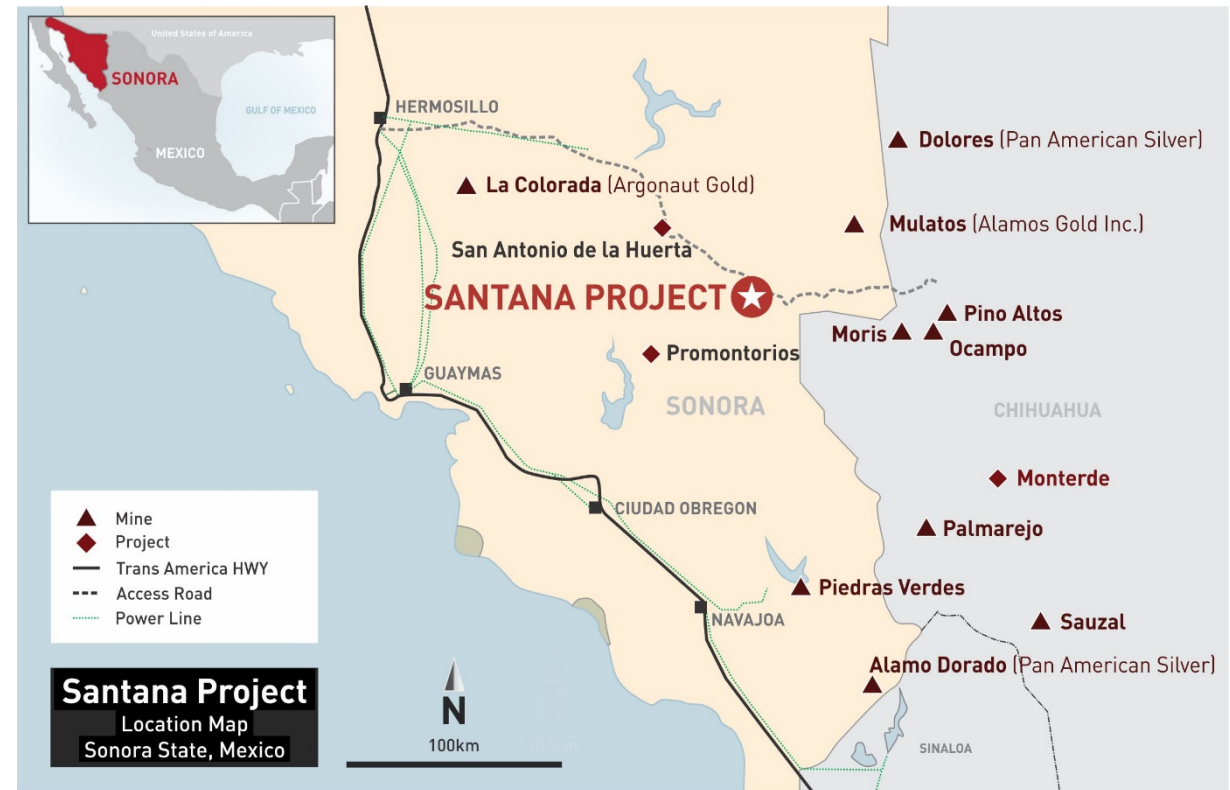 United States of America
SONORA
GULF OF MEXICO
MEXICO
HERMOSILLO
Dolores (Pan American Silver)
La Colorada (Argonaut Gold)
Mulatos (Alamos Gold Inc.)
San Antonio de la Huerta
SANTANA PROJECT
Pino Altos
Moris
Ocampo
Promontorios
GUAYMAS
SONORA
CHIHUAHUA
Monterde
Mine
Project
Trans America HWY
Access Road
Power Line
CIUDAD OBREGON
Palmarejo
Piedras Verdes
NAVAJOA
Sauzal
Alamo Dorado (Pan American Silver)
Santana Project
Location Map
Sonora State, Mexico
N
100km
SINALOA